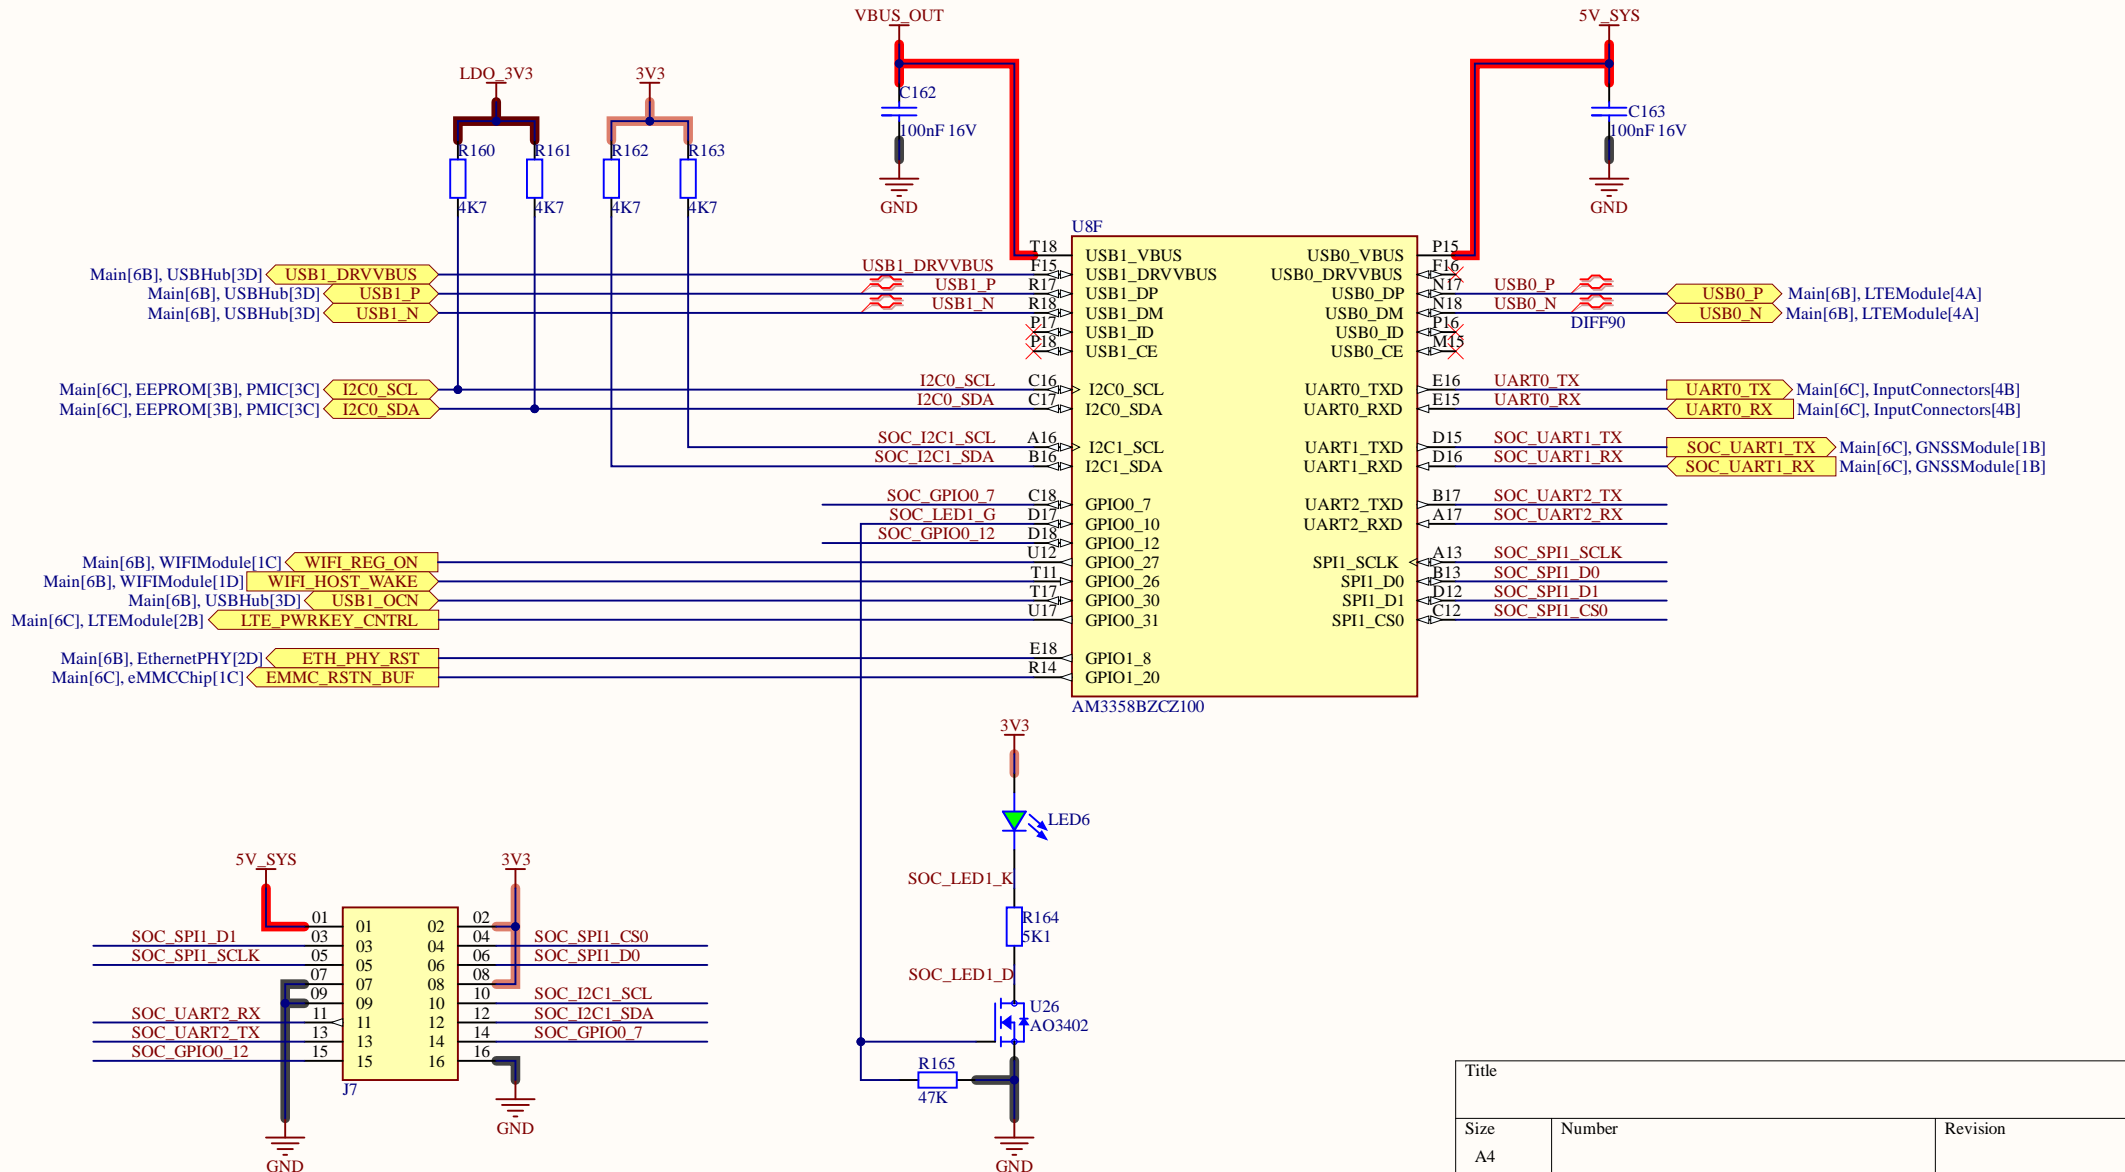 VBUS_OUT
5V_SYS
LDO_3V3
3V3
C162
100nF 16V
GND
C163
100nF 16V
GND
R160
R161
R162
R163
4K7
4K7
4K7
4K7
U8F
T18 USB1_VBUS
USB0_VBUS P15
Main[6B], USBHub[3D] USB1_DRVVBUS USB1_DRVVBUS F15 USB1_DRVVBUS
USB0_DRVVBUS F16
Main[6B], USBHub[3D] USB1_P USB1_P R17 USB1_DP
USB0_DP N17 USB0_P USB0_P Main[6B], LTEModule[4A]
Main[6B], USBHub[3D] USB1_N USB1_N R18 USB1_DM
USB0_DM N18 USB0_N USB0_N Main[6B], LTEModule[4A]
DIFF90
P17 USB1_ID
USB0_ID P16
P18 USB1_CE
USB0_CE M15
Main[6C], EEPROM[3B], PMIC[3C] I2C0_SCL I2C0_SCL C16 I2C0_SCL
UART0_TXD E16 UART0_TX UART0_TX Main[6C], InputConnectors[4B]
Main[6C], EEPROM[3B], PMIC[3C] I2C0_SDA I2C0_SDA C17 I2C0_SDA
UART0_RXD E15 UART0_RX UART0_RX Main[6C], InputConnectors[4B]
SOC_I2C1_SCL A16 I2C1_SCL
UART1_TXD D15 SOC_UART1_TX SOC_UART1_TX Main[6C], GNSSModule[1B]
SOC_I2C1_SDA B16 I2C1_SDA
UART1_RXD D16 SOC_UART1_RX SOC_UART1_RX Main[6C], GNSSModule[1B]
SOC_GPIO0_7 C18 GPIO0_7
UART2_TXD B17 SOC_UART2_TX
SOC_LED1_G D17 GPIO0_10
UART2_RXD A17 SOC_UART2_RX
SOC_GPIO0_12 D18 GPIO0_12
Main[6B], WIFIModule[1C] WIFI_REG_ON U12 GPIO0_27
SPI1_SCLK A13 SOC_SPI1_SCLK
Main[6B], WIFIModule[1D] WIFI_HOST_WAKE T11 GPIO0_26
SPI1_D0 B13 SOC_SPI1_D0
Main[6B], USBHub[3D] USB1_OCN T17 GPIO0_30
SPI1_D1 D12 SOC_SPI1_D1
Main[6C], LTEModule[2B] LTE_PWRKEY_CNTRL U17 GPIO0_31
SPI1_CS0 C12 SOC_SPI1_CS0
Main[6B], EthernetPHY[2D] ETH_PHY_RST E18 GPIO1_8
Main[6C], eMMCChip[1C] EMMC_RSTN_BUF R14 GPIO1_20
AM3358BZCZ100
3V3
LED6
SOC_LED1_K
R164
5K1
SOC_LED1_D
U26
AO3402
R165
47K
GND
5V_SYS
3V3
01 01 02 02
SOC_SPI1_D1 03 03 04 04 SOC_SPI1_CS0
SOC_SPI1_SCLK 05 05 06 06 SOC_SPI1_D0
07 07 08 08
09 09 10 10 SOC_I2C1_SCL
SOC_UART2_RX 11 11 12 12 SOC_I2C1_SDA
SOC_UART2_TX 13 13 14 14 SOC_GPIO0_7
SOC_GPIO0_12 15 15 16 16
J7
GND
GND
Title
Size
A4
Number
Revision